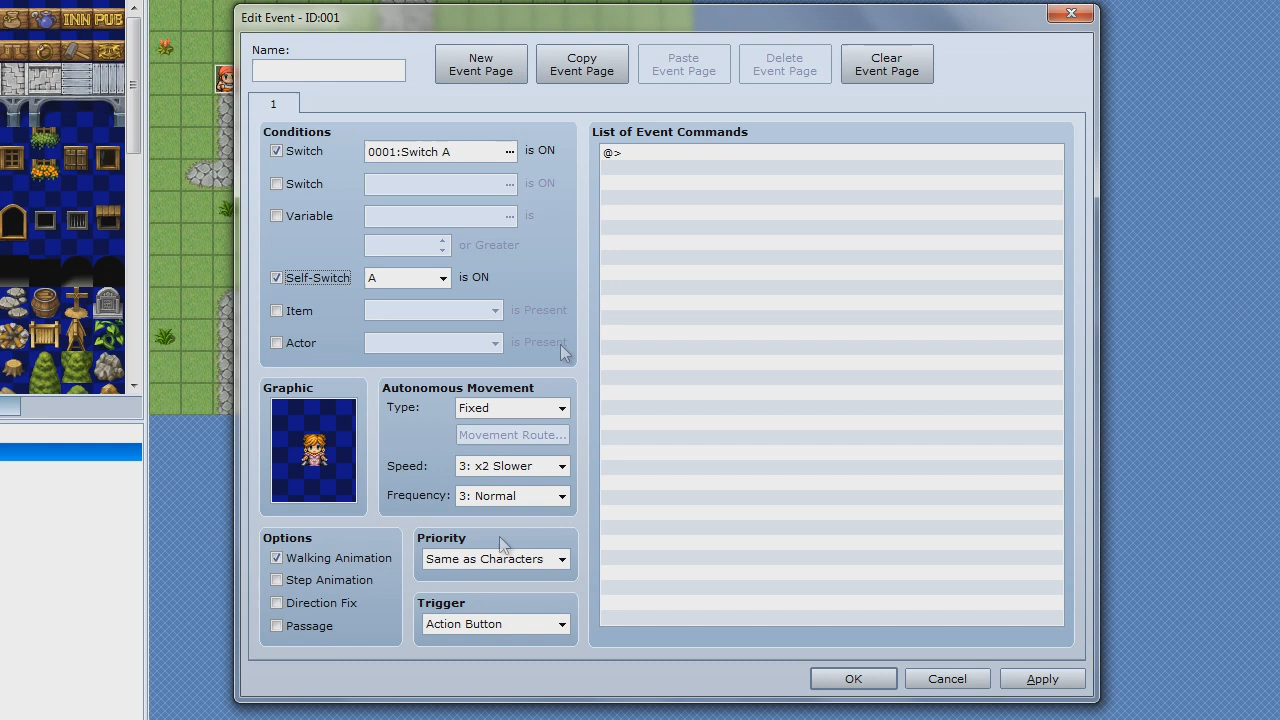 INN PUB
Edit Event - ID:001
Name:
New
Event Page
Copy
Event Page
Paste
Event Page
Delete
Event Page
Clear
Event Page
1
Conditions
Switch 0001:Switch A ... is ON
Switch ... is ON
Variable ... is
or Greater
Self-Switch A is ON
Item is Present
Actor is Present
Graphic
Autonomous Movement
Type: Fixed
Movement Route...
Speed: 3: x2 Slower
Frequency: 3: Normal
Options
Walking Animation
Step Animation
Direction Fix
Passage
Priority
Same as Characters
Trigger
Action Button
List of Event Commands
@>
OK
Cancel
Apply